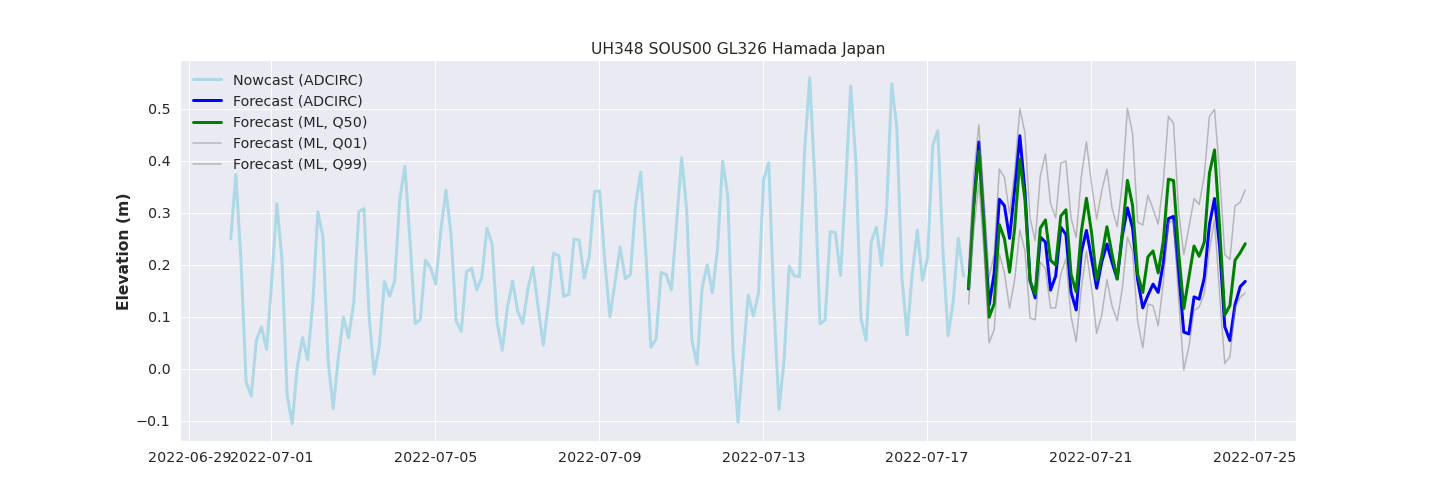 UH348 SOUS00 GL326 Hamada Japan
Nowcast (ADCIRC)
Forecast (ADCIRC)
Forecast (ML, Q50)
Forecast (ML, Q01)
Forecast (ML, Q99)
Elevation (m)
0.5
0.4
0.3
0.2
0.1
0.0
−0.1
2022-06-29 2022-07-01 2022-07-05 2022-07-09 2022-07-13 2022-07-17 2022-07-21 2022-07-25